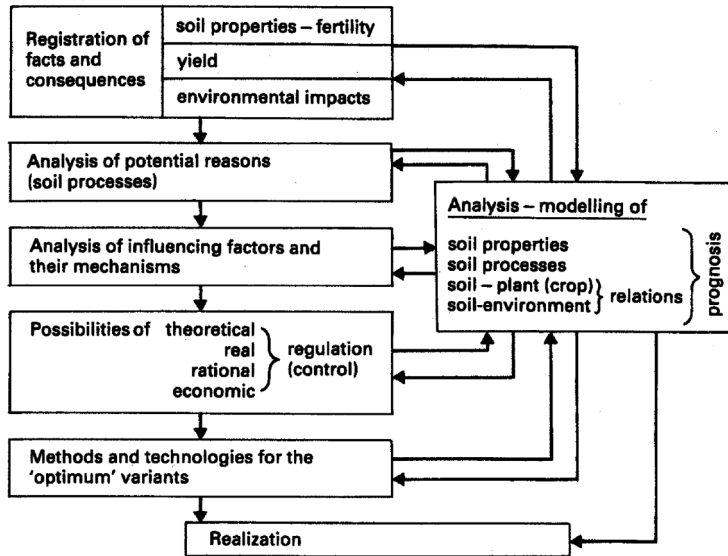 Registration of
facts and
consequences
soil properties – fertility
yield
environmental impacts
Analysis of potential reasons
(soil processes)
Analysis of influencing factors and
their mechanisms
Possibilities of theoretical
real
rational
economic
regulation
(control)
Methods and technologies for the
'optimum' variants
Realization
Analysis – modelling of
soil properties
soil processes
soil – plant (crop)
soil-environment
relations
prognosis